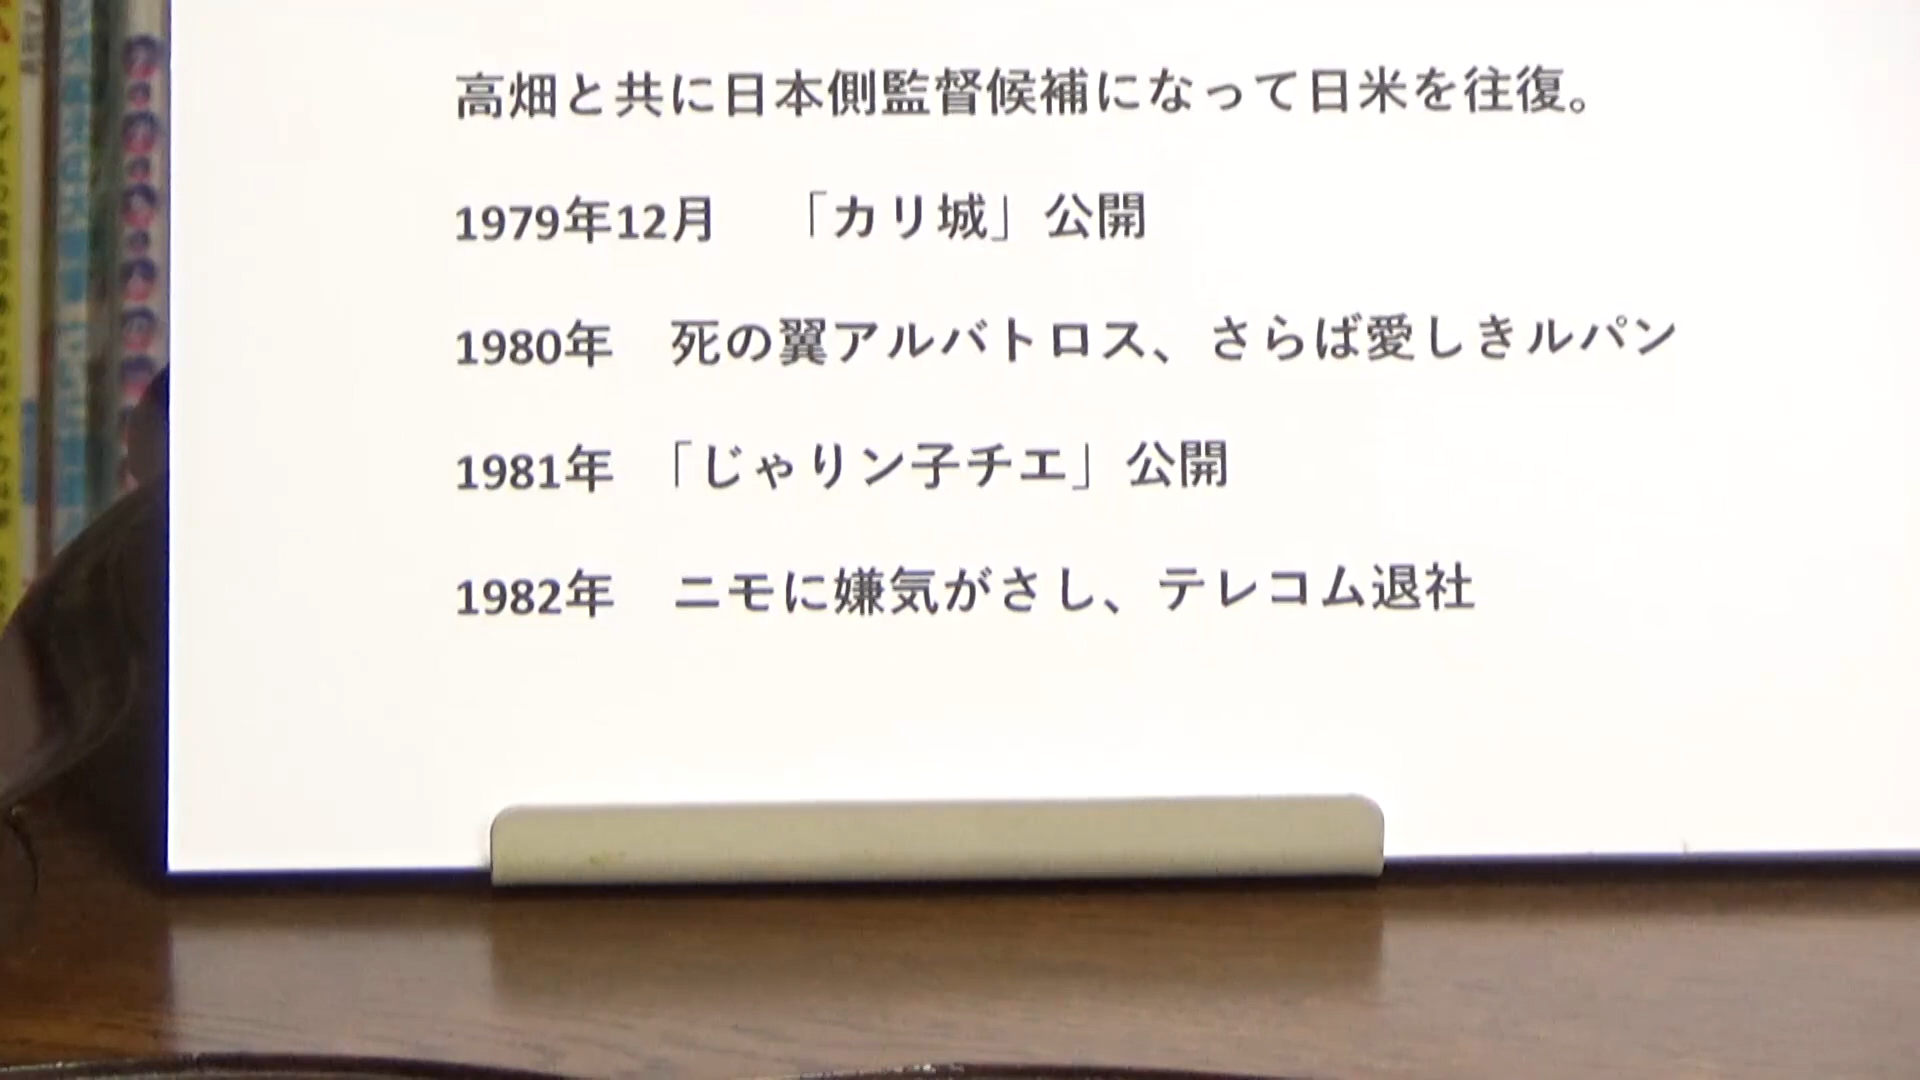 高畑と共に日本側監督候補になって日米を往復。
1979年12月　「カリ城」公開
1980年　死の翼アルバトロス、さらば愛しきルパン
1981年　「じゃりン子チエ」公開
1982年　ニモに嫌気がさし、テレコム退社